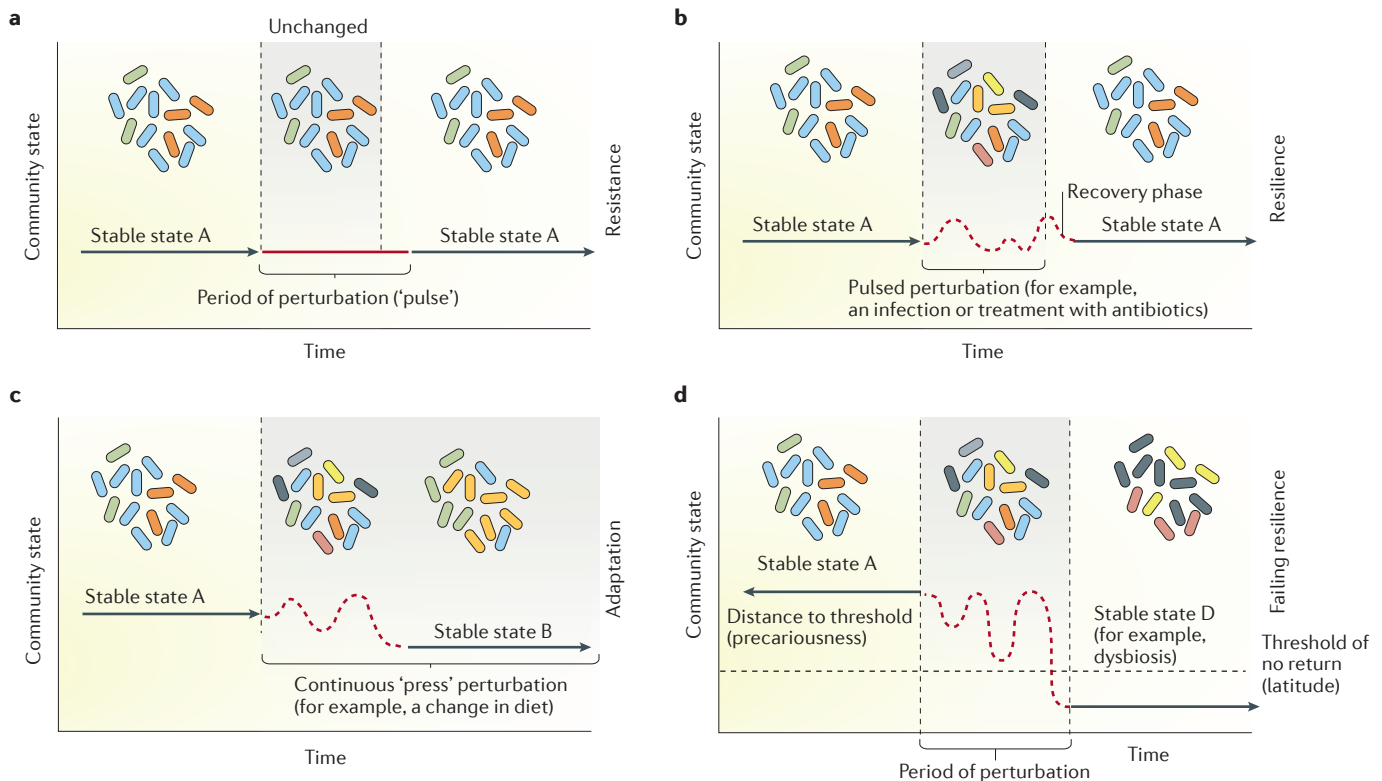 a
Unchanged
Community state
Stable state A
Stable state A
Resistance
Period of perturbation (‘pulse’)
Time
b
Community state
Recovery phase
Stable state A
Stable state A
Resilience
Pulsed perturbation (for example,
an infection or treatment with antibiotics)
Time
c
Community state
Stable state A
Stable state B
Adaptation
Continuous ‘press’ perturbation
(for example, a change in diet)
Time
d
Community state
Stable state A
Distance to threshold
(precariousness)
Stable state D
(for example,
dysbiosis)
Failing resilience
Threshold of
no return
(latitude)
Time
Period of perturbation